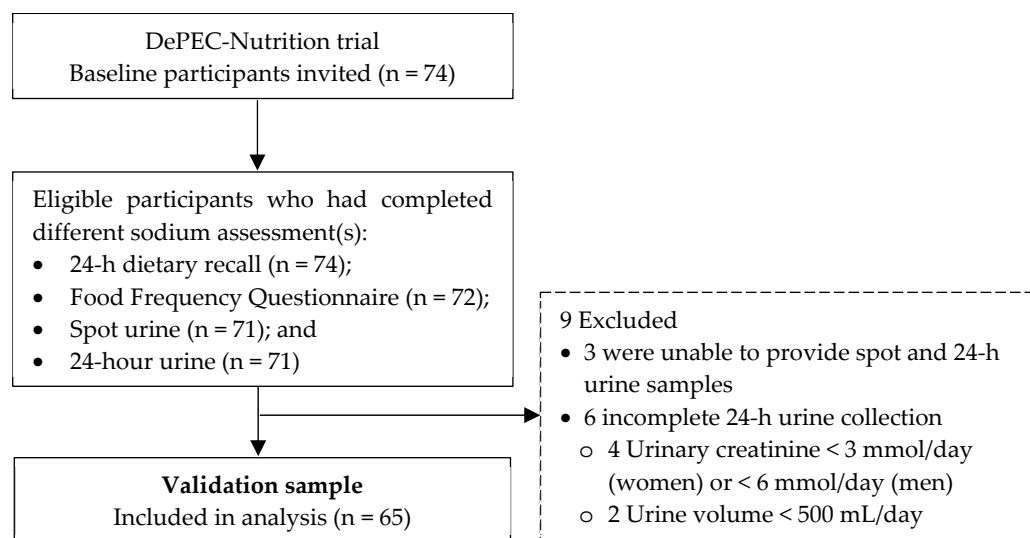 DePEC-Nutrition trial
Baseline participants invited (n = 74)
Eligible participants who had completed
different sodium assessment(s):
• 24-h dietary recall (n = 74);
• Food Frequency Questionnaire (n = 72);
• Spot urine (n = 71); and
• 24-hour urine (n = 71)
9 Excluded
• 3 were unable to provide spot and 24-h
urine samples
• 6 incomplete 24-h urine collection
o 4 Urinary creatinine < 3 mmol/day
(women) or < 6 mmol/day (men)
o 2 Urine volume < 500 mL/day
Validation sample
Included in analysis (n = 65)